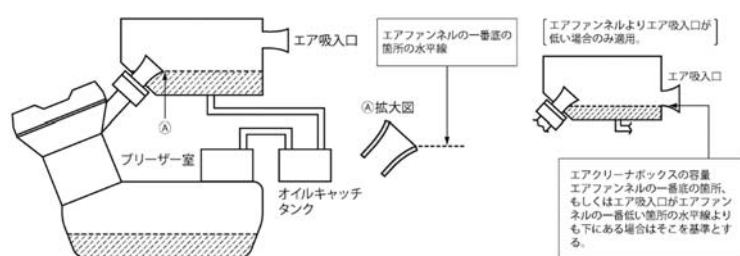 エア吸入口
Ⓐ
ブリーザー室
オイルキャッチ
タンク
エアファンネルの一番底の
箇所の水平線
Ⓐ拡大図
エアファンネルよりエア吸入口が
低い場合のみ適用。
エア吸入口
エアクリーナボックスの容量
エアファンネルの一番底の箇所、
もしくはエア吸入口がエアファン
ネルの一番低い箇所の水平線より
も下にある場合はそこを基準とす
る。